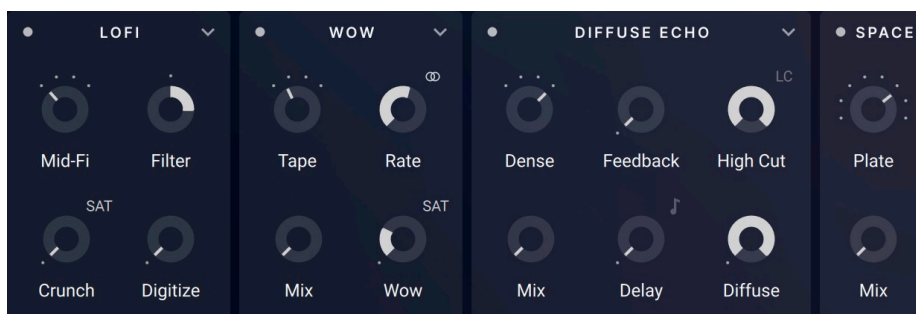 LOFI WOW DIFFUSE ECHO SPACE
LC
Mid-Fi Filter Tape Rate Dense Feedback High Cut Plate
SAT SAT
Crunch Digitize Mix Wow Mix Delay Diffuse Mix